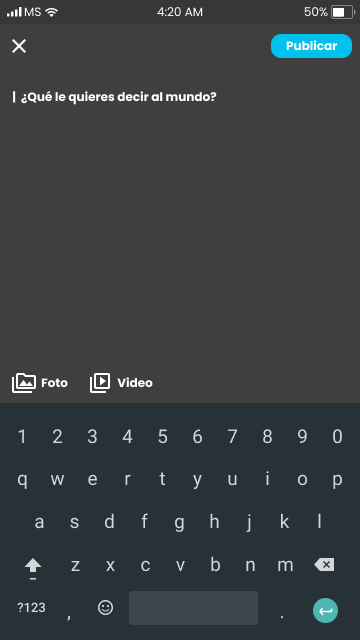 MS 4:20 AM 50%
Publicar
¿Qué le quieres decir al mundo?
Foto Video
1 2 3 4 5 6 7 8 9 0
q w e r t y u i o p
a s d f g h j k l
z x c v b n m
?123 , .